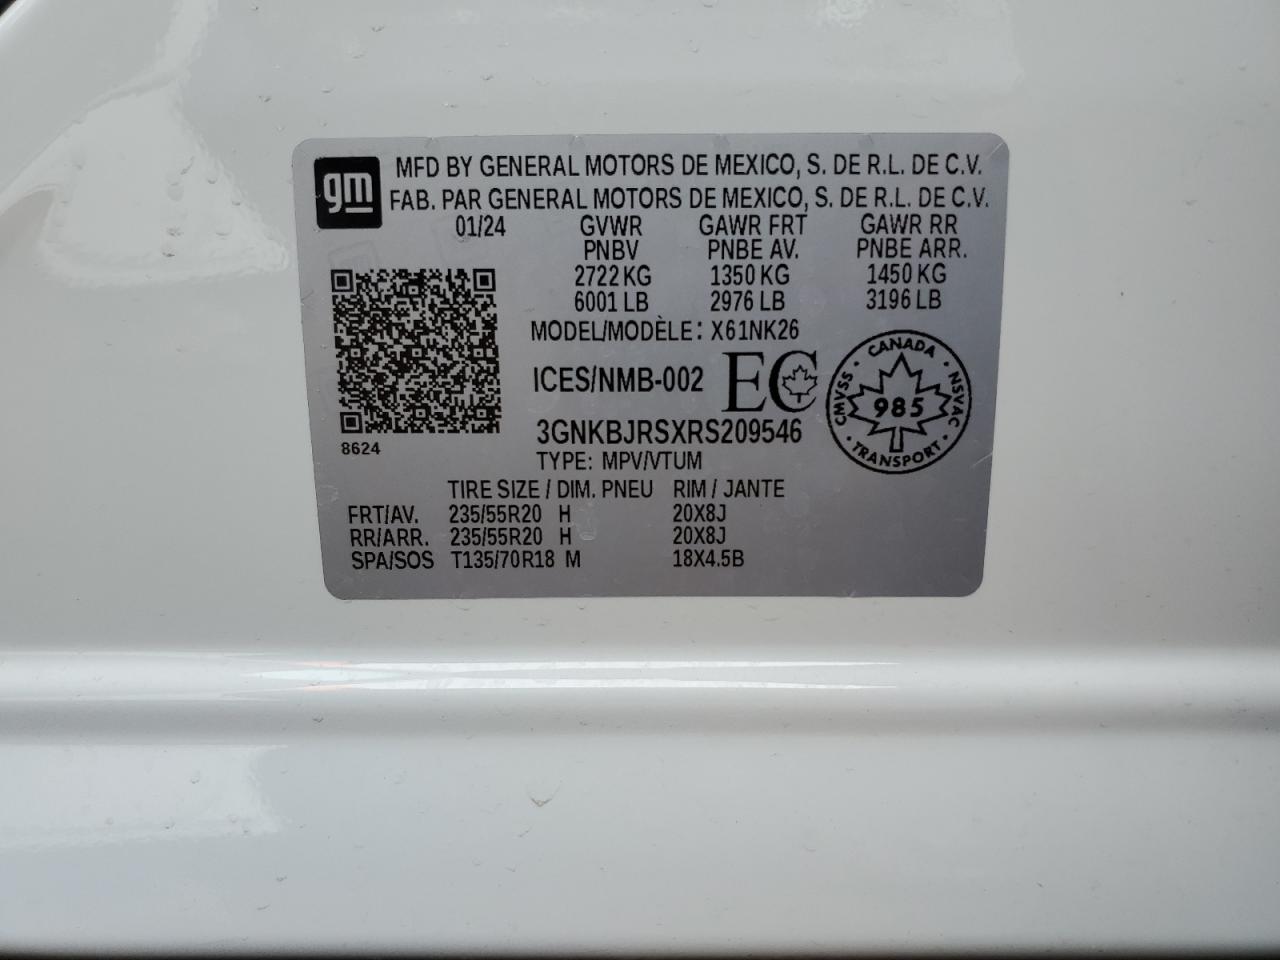 gm
MFD BY GENERAL MOTORS DE MEXICO, S. DE R.L. DE C.V.
FAB. PAR GENERAL MOTORS DE MEXICO, S. DE R.L. DE C.V.
01/24 GVWR GAWR FRT GAWR RR
PNBV PNBE AV. PNBE ARR.
2722 KG 1350 KG 1450 KG
6001 LB 2976 LB 3196 LB
MODEL/MODÈLE: X61NK26
ICES/NMB-002 EC
CANADA
CMVSS 985 NSVAC
TRANSPORT
3GNKBJRSXRS209546
8624
TYPE: MPV/VTUM
TIRE SIZE / DIM. PNEU RIM / JANTE
FRT/AV. 235/55R20 H 20X8J
RR/ARR. 235/55R20 H 20X8J
SPA/SOS T135/70R18 M 18X4.5B